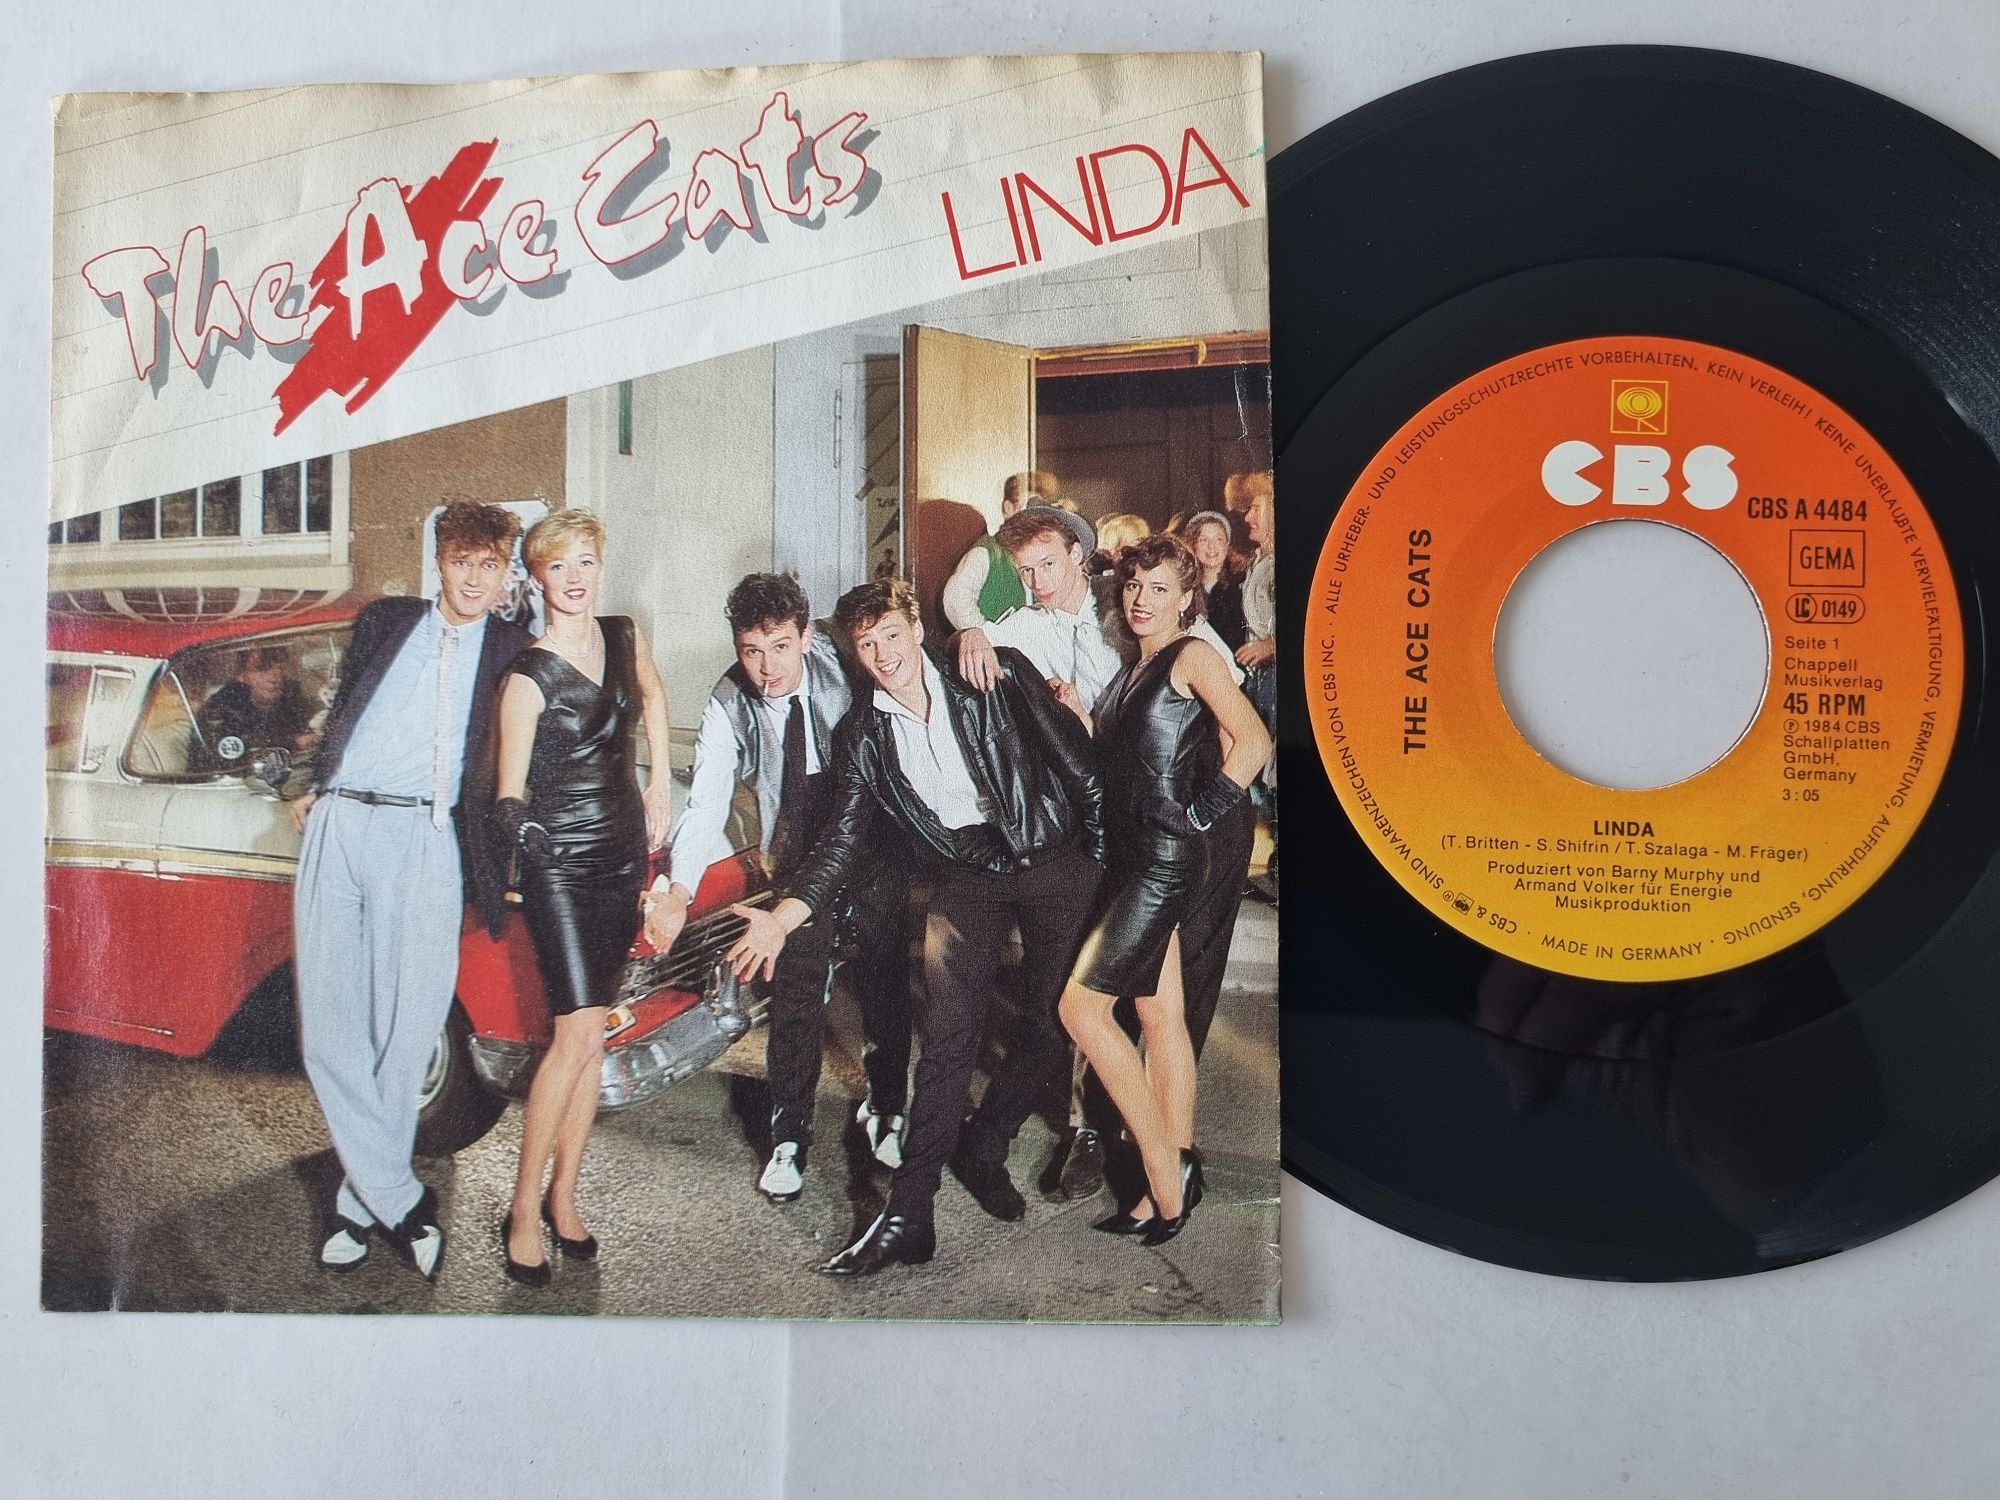 The Ace Cats
LINDA
ALLE URHEBER- UND LEISTUNGSSCHUTZRECHTE VORBEHALTEN. KEIN VERLEIH! KEINE UNERLAUBTE VERVIELFÄLTIGUNG, VERMIETUNG, AUFFÜHRUNG, SENDUNG
CBS
CBS A 4484
GEMA
LC 0149
THE ACE CATS
Seite 1
Chappell
Musikverlag
45 RPM
Ⓟ 1984 CBS
Schallplatten
GmbH,
Germany
3 : 05
LINDA
(T. Britten - S. Shifrin / T. Szalaga - M. Fräger)
Produziert von Barny Murphy und
Armand Volker für Energie
Musikproduktion
· MADE IN GERMANY ·
CBS & ® SIND WARENZEICHEN VON CBS INC. ·